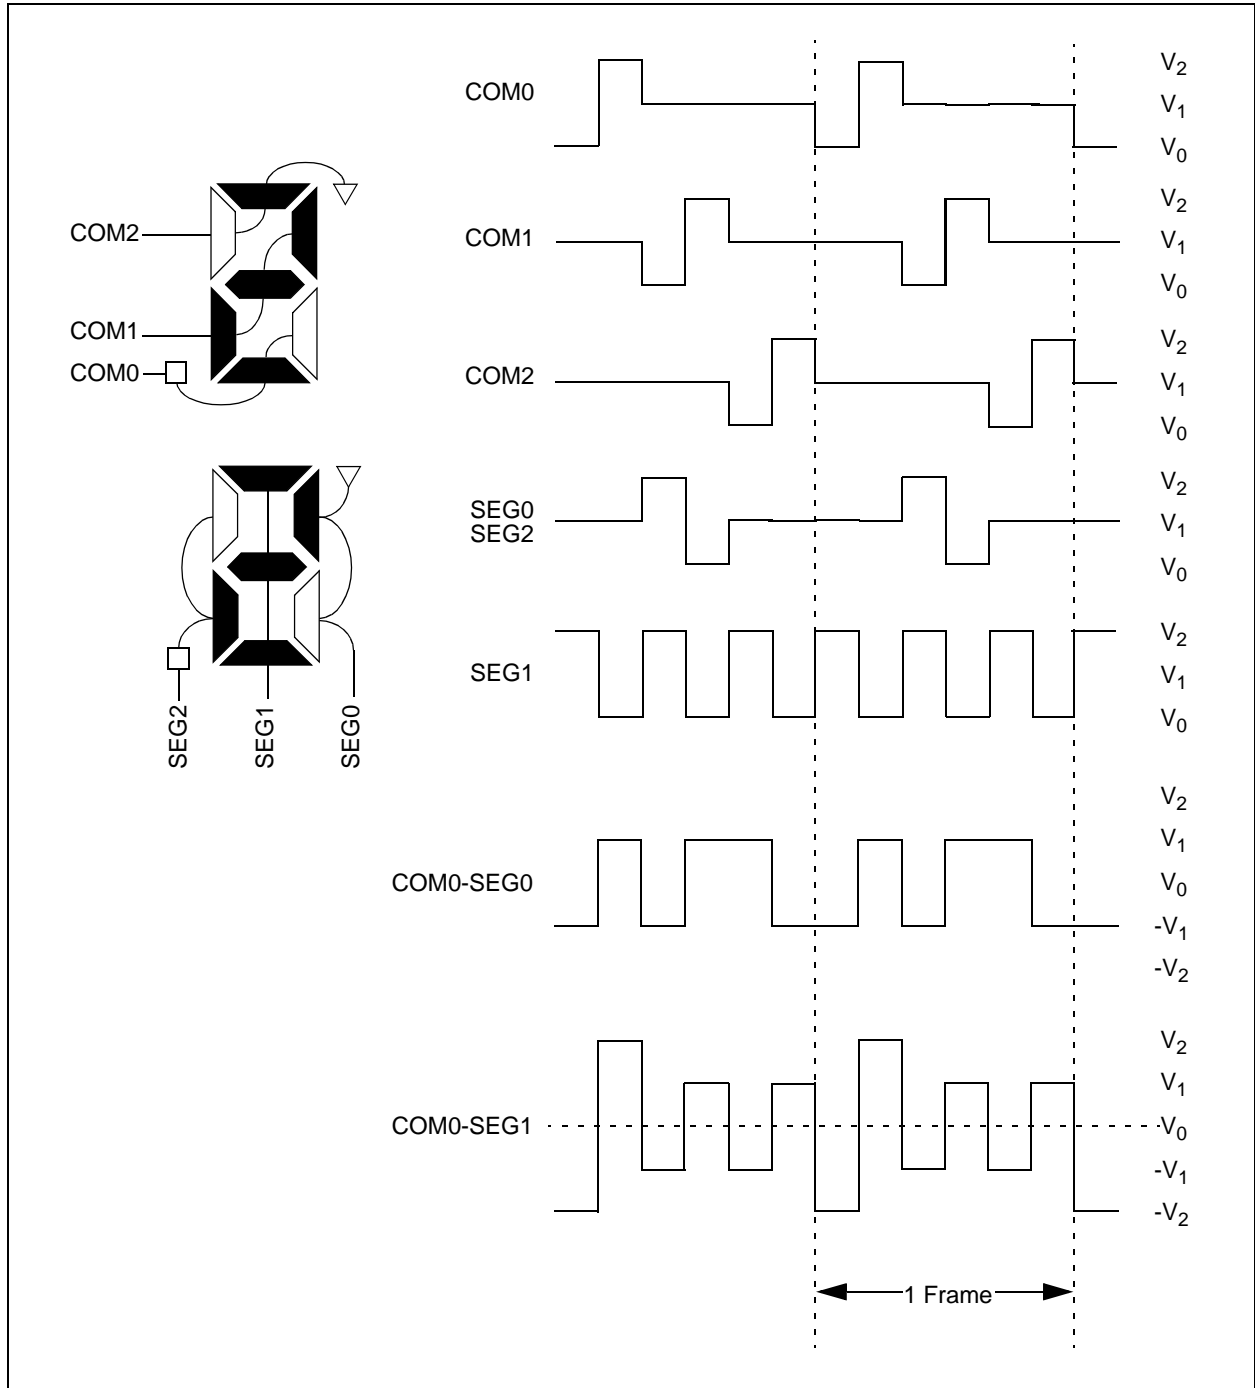 COM0
V2
V1
V0
COM2
COM1
COM0
COM1
V2
V1
V0
COM2
V2
V1
V0
SEG0
SEG2
V2
V1
V0
SEG2
SEG1
SEG0
SEG1
V2
V1
V0
COM0-SEG0
V2
V1
V0
-V1
-V2
COM0-SEG1
V2
V1
V0
-V1
-V2
1 Frame